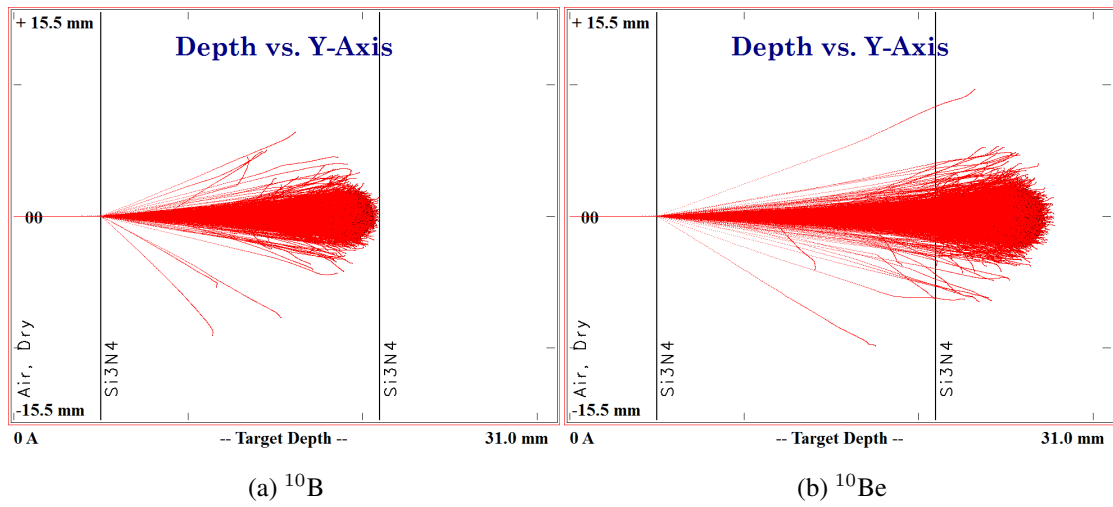 + 15.5 mm
Depth vs. Y-Axis
00
Air, Dry
Si3N4
Si3N4
-15.5 mm
0 A
-- Target Depth --
31.0 mm
(a) ¹⁰B
+ 15.5 mm
Depth vs. Y-Axis
00
Air, Dry
Si3N4
Si3N4
-15.5 mm
0 A
-- Target Depth --
31.0 mm
(b) ¹⁰Be